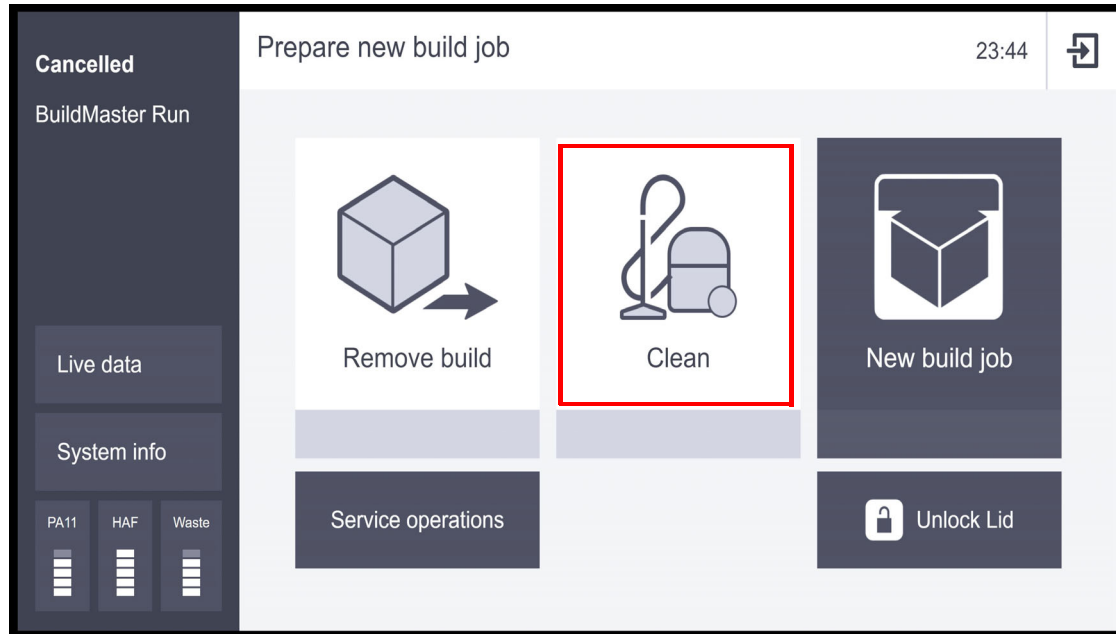 Cancelled
BuildMaster Run
Live data
System info
PA11
HAF
Waste
Prepare new build job
23:44
Remove build
Clean
New build job
Service operations
Unlock Lid